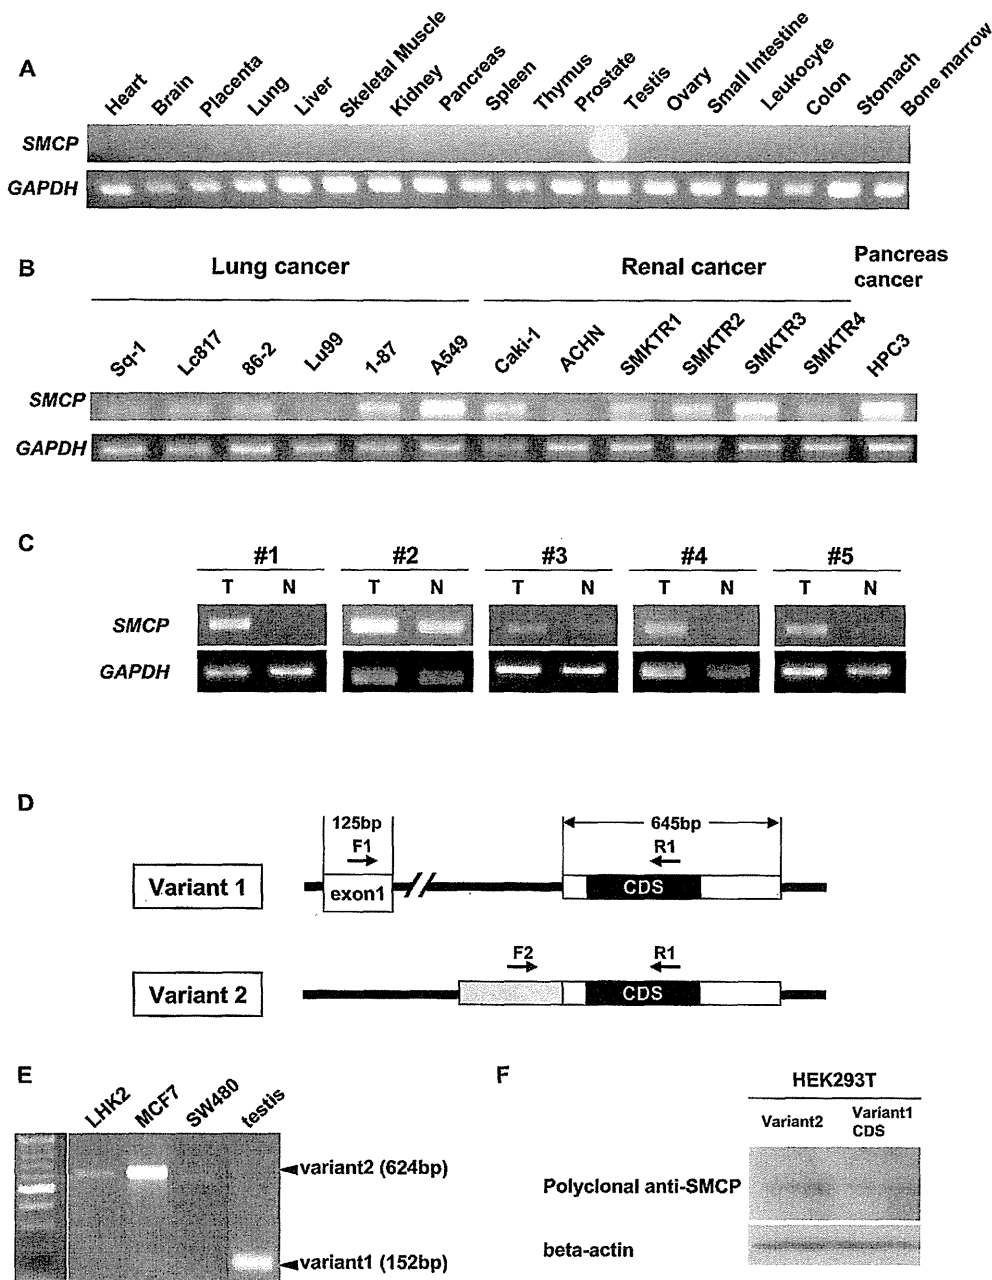 A
Heart Brain Placenta Lung Liver Skeletal Muscle Kidney Pancreas Spleen Thymus Prostate Testis Ovary Small Intestine Leukocyte Colon Stomach Bone marrow
SMCP
GAPDH
B
Lung cancer Renal cancer Pancreas
cancer
Sq-1 Lc817 86-2 Lu99 1-87 A549 Caki-1 ACHN SMKTR1 SMKTR2 SMKTR3 SMKTR4 HPC3
SMCP
GAPDH
C
#1 #2 #3 #4 #5
T N T N T N T N T N
SMCP
GAPDH
D
125bp 645bp
F1 R1
Variant 1 exon1 CDS
F2 R1
Variant 2 CDS
E
LHK2 MCF7 SW480 testis
variant2 (624bp)
variant1 (152bp)
F
HEK293T
Variant2 Variant1
CDS
Polyclonal anti-SMCP
beta-actin